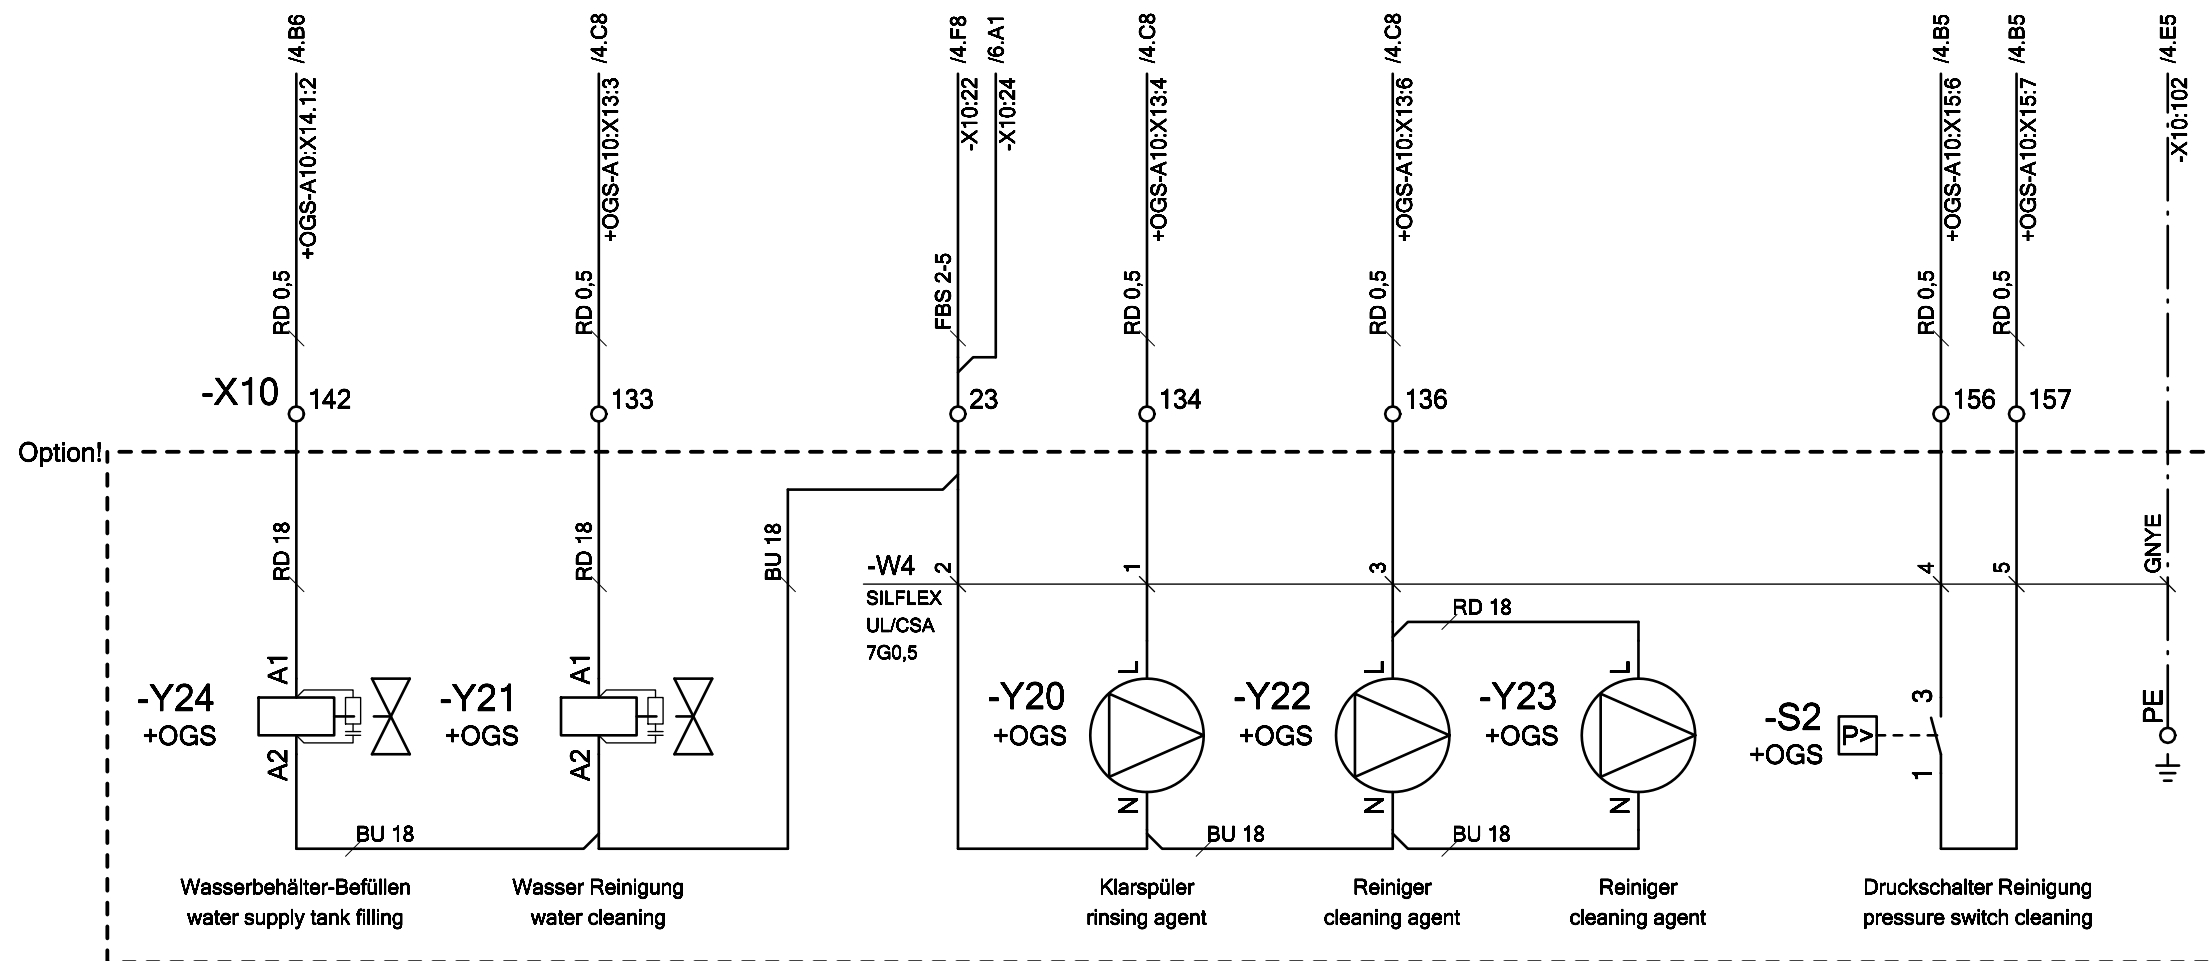 /4.B6
/4.C8
/4.F8
/6.A1
/4.C8
/4.C8
/4.B5
/4.B5
/4.E5
+OGS-A10:X14.1:2
+OGS-A10:X13:3
-X10:22
-X10:24
+OGS-A10:X13:4
+OGS-A10:X13:6
+OGS-A10:X15:6
+OGS-A10:X15:7
-X10:102
RD 0,5
RD 0,5
FBS 2-5
RD 0,5
RD 0,5
RD 0,5
RD 0,5
-X10
142
133
23
134
136
156
157
Option!
RD 18
RD 18
BU 18
-W4
2
1
3
4
5
GNYE
SILFLEX
UL/CSA
7G0,5
RD 18
A1
A1
L
L
L
-Y24
+OGS
-Y21
+OGS
-Y20
+OGS
-Y22
+OGS
-Y23
+OGS
-S2
+OGS
P>
3
1
PE
A2
A2
N
N
N
BU 18
BU 18
BU 18
Wasserbehälter-Befüllen
water supply tank filling
Wasser Reinigung
water cleaning
Klarspüler
rinsing agent
Reiniger
cleaning agent
Reiniger
cleaning agent
Druckschalter Reinigung
pressure switch cleaning